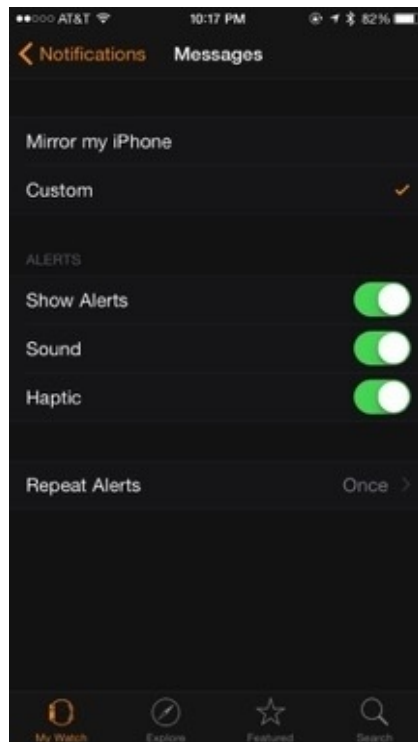 AT&T 10:17 PM 82%
Notifications Messages
Mirror my iPhone
Custom
ALERTS
Show Alerts
Sound
Haptic
Repeat Alerts Once
My Watch Explore Featured Search